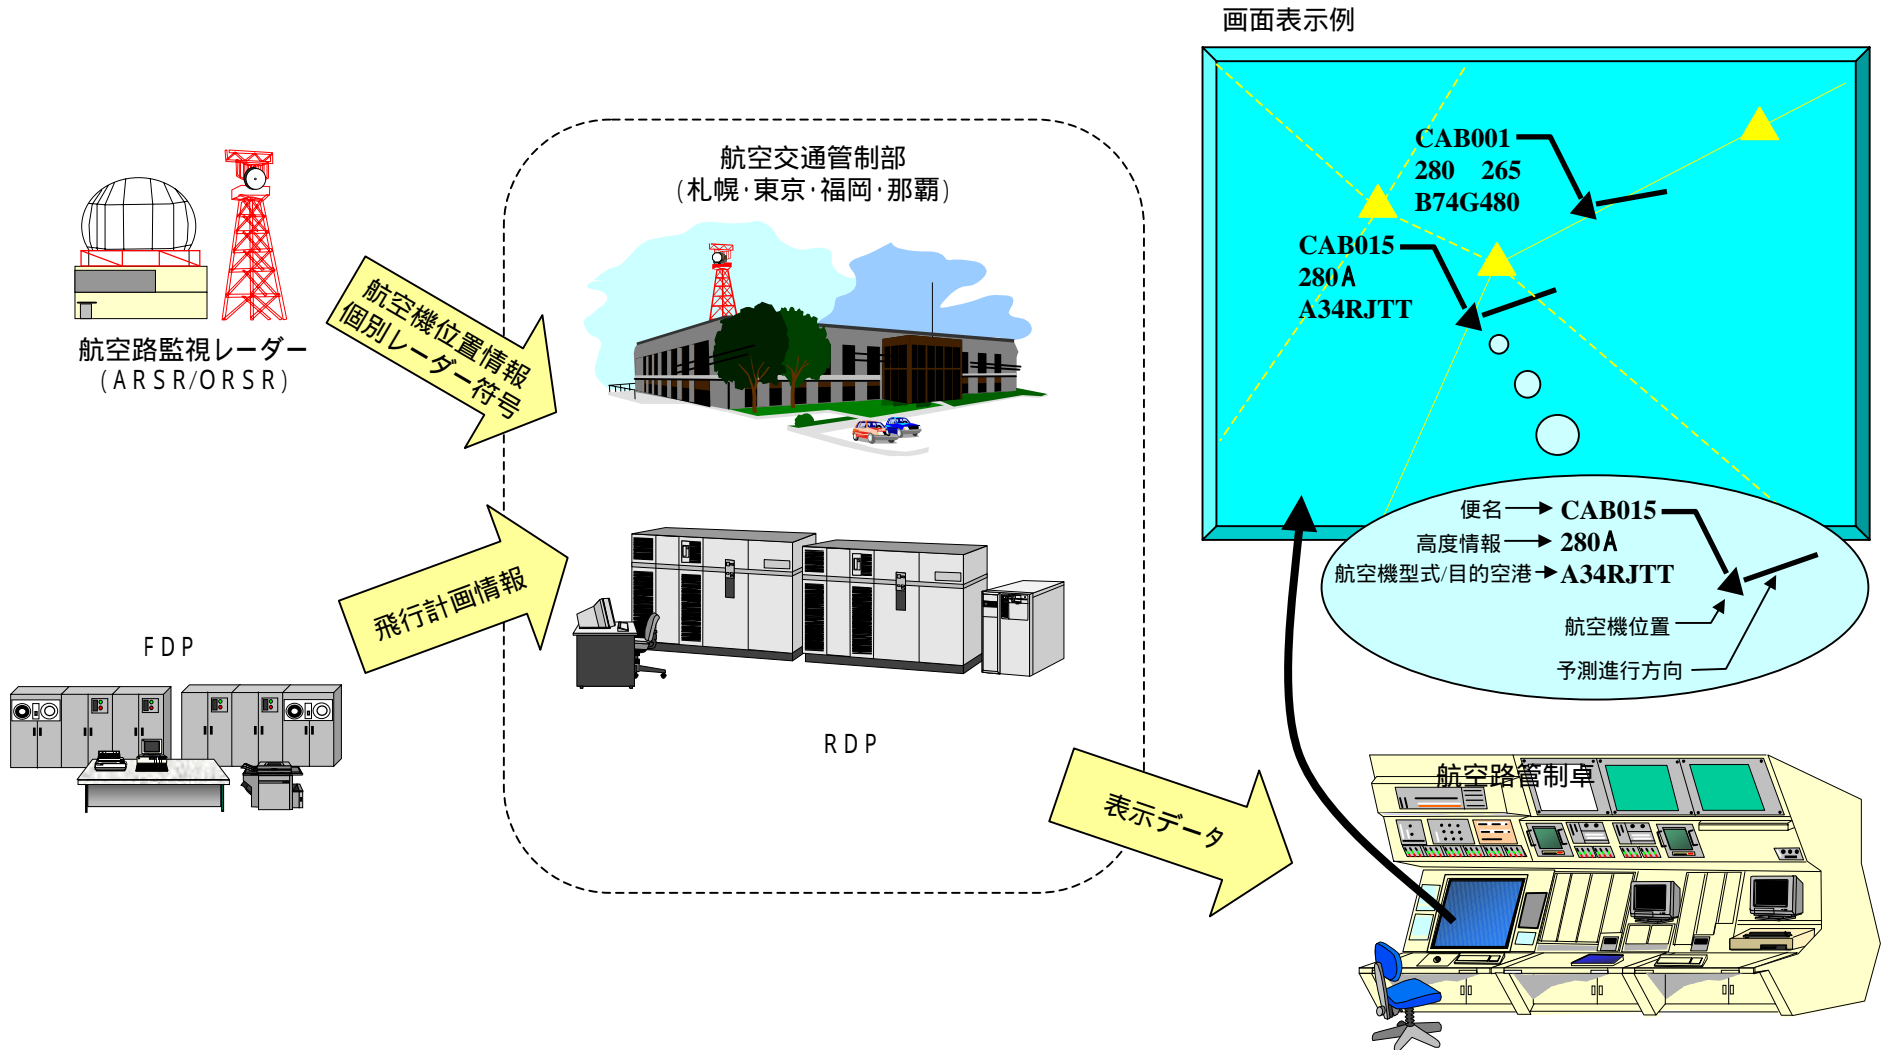 画面表示例
航空交通管制部
(札幌･東京･福岡･那覇)
航空路監視レーダー
(ARSR/ORSR)
航空機位置情報
個別レーダー符号
飛行計画情報
FDP
RDP
表示データ
CAB001
280 265
B74G480
CAB015
280A
A34RJTT
便名 CAB015
高度情報 280A
航空機型式/目的空港 A34RJTT
航空機位置
予測進行方向
航空路管制卓